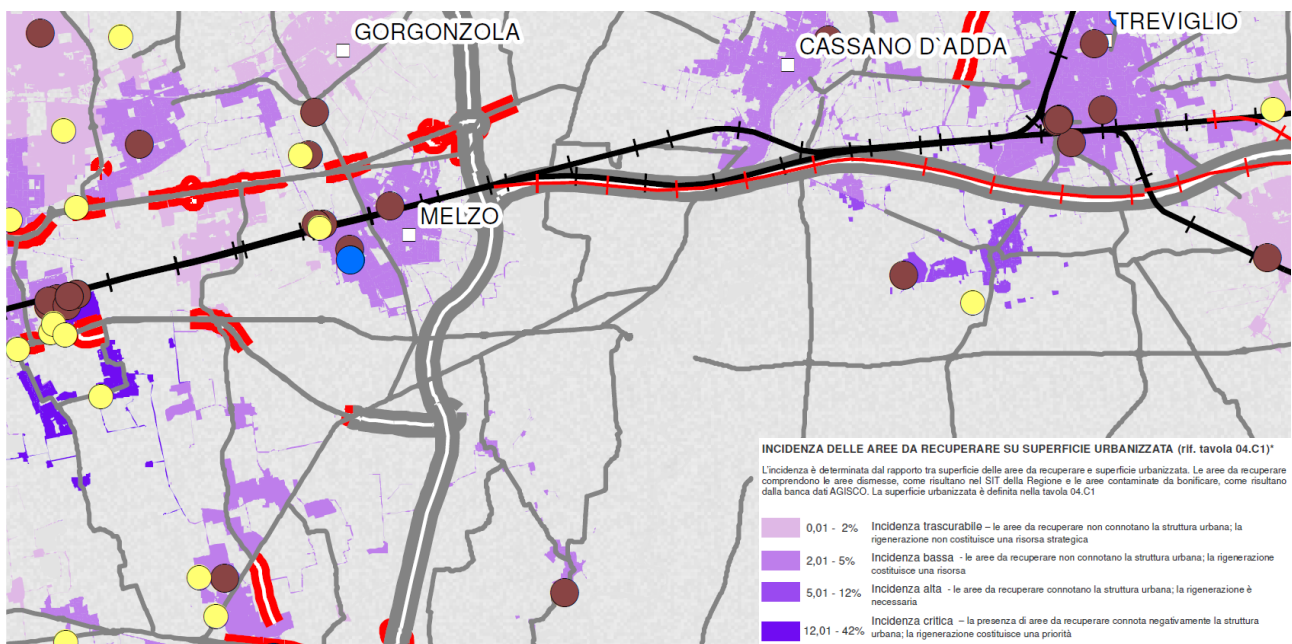 TREVIGLIO
GORGONZOLA
CASSANO D`ADDA
MELZO
INCIDENZA DELLE AREE DA RECUPERARE SU SUPERFICIE URBANIZZATA (rif. tavola 04.C1)*
L'incidenza è determinata dal rapporto tra superficie delle aree da recuperare e superficie urbanizzata. Le aree da recuperare
comprendono le aree dismesse, come risultano nel SIT della Regione e le aree contaminate da bonificare, come risultano
dalla banca dati AGISCO. La superficie urbanizzata è definita nella tavola 04.C1
0,01 - 2% Incidenza trascurabile – le aree da recuperare non connotano la struttura urbana; la
rigenerazione non costituisce una risorsa strategica
2,01 - 5% Incidenza bassa - le aree da recuperare non connotano la struttura urbana; la rigenerazione
costituisce una risorsa
5,01 - 12% Incidenza alta - le aree da recuperare connotano la struttura urbana; la rigenerazione è
necessaria
12,01 - 42% Incidenza critica – la presenza di aree da recuperare connota negativamente la struttura
urbana; la rigenerazione costituisce una priorità